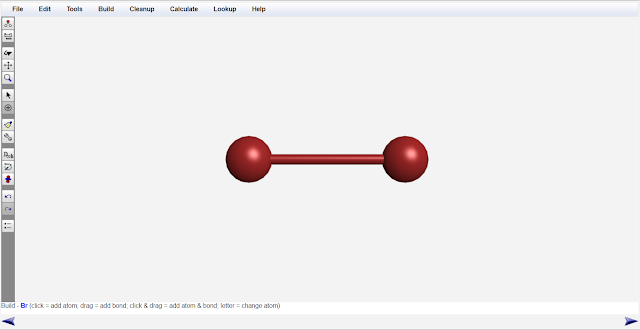 File Edit Tools Build Cleanup Calculate Lookup Help
Build - Br (click = add atom; drag = add bond; click & drag = add atom & bond; letter = change atom)